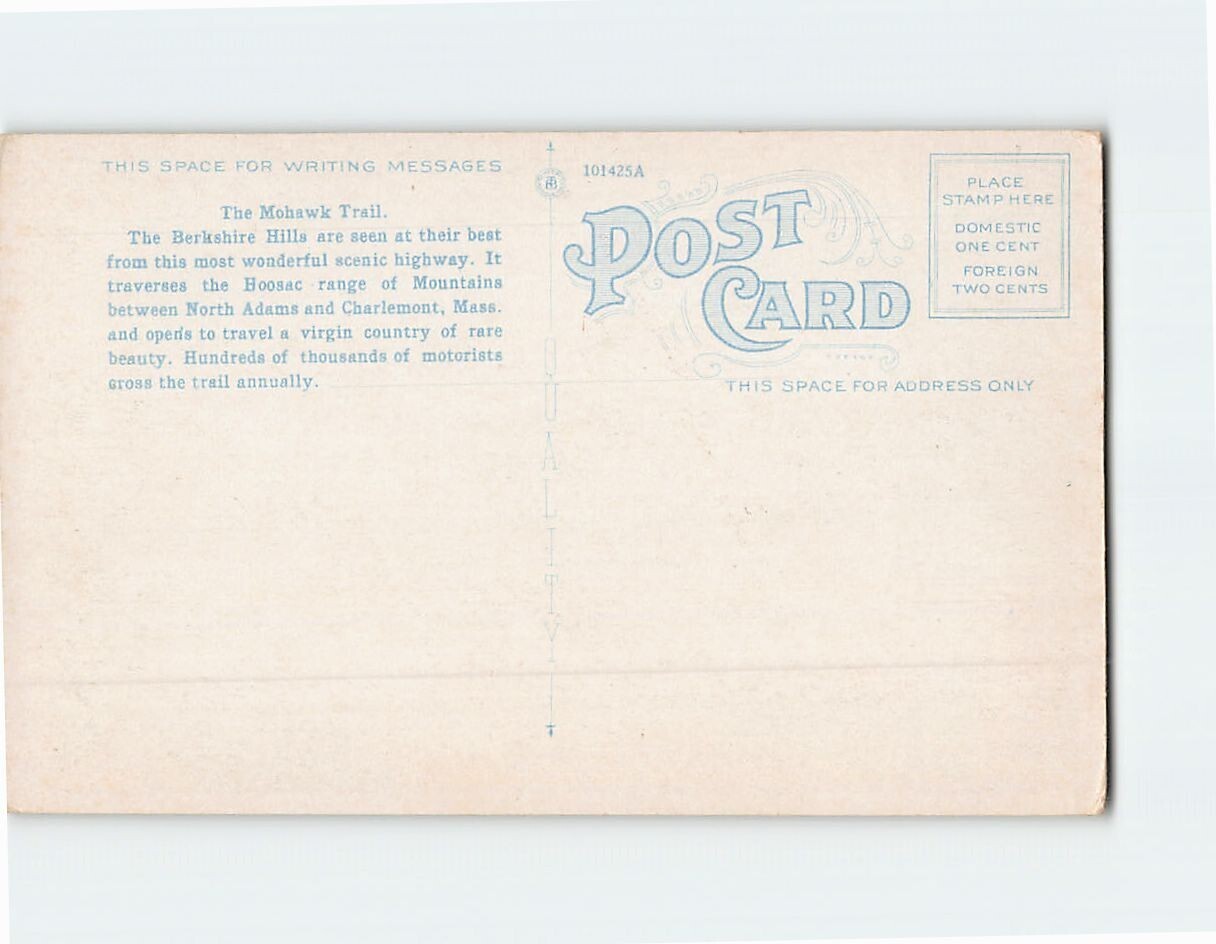 THIS SPACE FOR WRITING MESSAGES
The Mohawk Trail.
The Berkshire Hills are seen at their best
from this most wonderful scenic highway. It
traverses the Hoosac range of Mountains
between North Adams and Charlemont, Mass.
and opens to travel a virgin country of rare
beauty. Hundreds of thousands of motorists
cross the trail annually.
QUALITY
101425A
POST
CARD
THIS SPACE FOR ADDRESS ONLY
PLACE
STAMP HERE
DOMESTIC
ONE CENT
FOREIGN
TWO CENTS